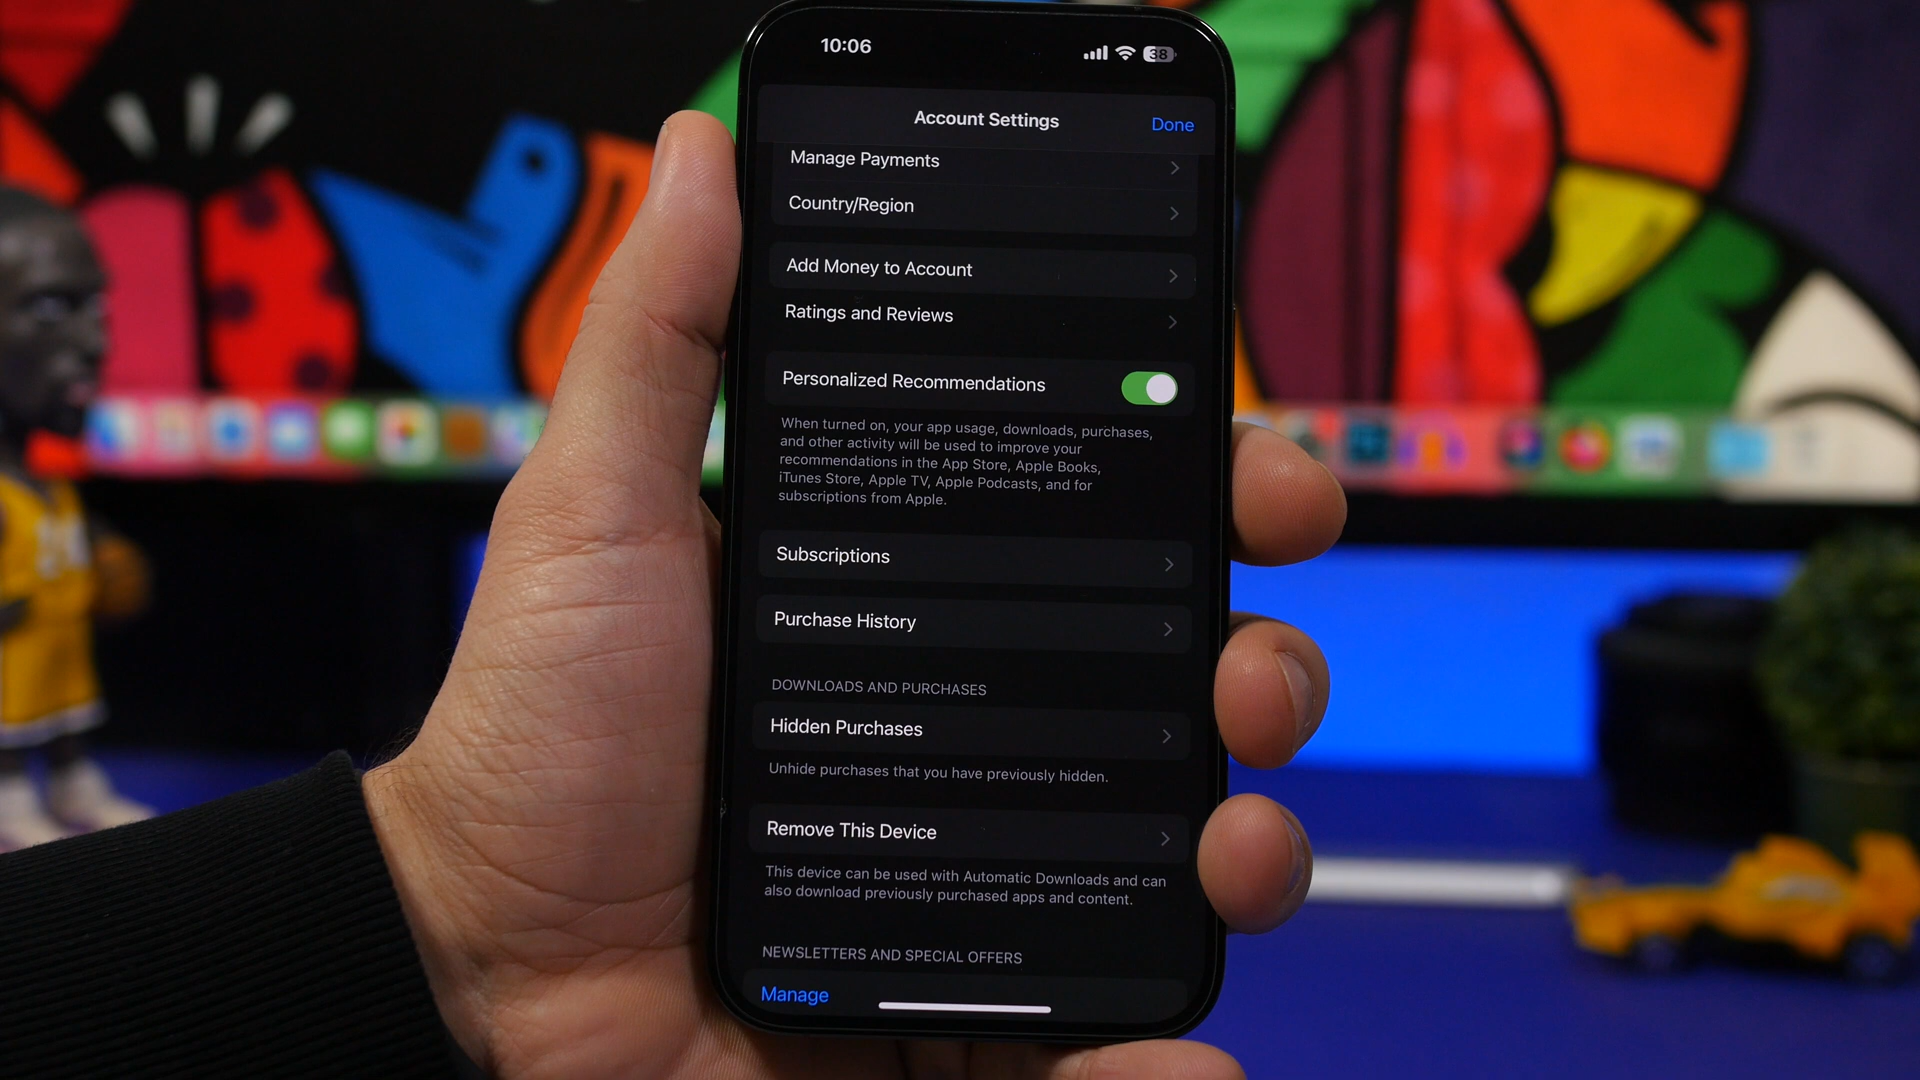 10:06
38
Account Settings
Done
Manage Payments
Country/Region
Add Money to Account
Ratings and Reviews
Personalized Recommendations
When turned on, your app usage, downloads, purchases,
and other activity will be used to improve your
recommendations in the App Store, Apple Books,
iTunes Store, Apple TV, Apple Podcasts, and for
subscriptions from Apple.
Subscriptions
Purchase History
DOWNLOADS AND PURCHASES
Hidden Purchases
Unhide purchases that you have previously hidden.
Remove This Device
This device can be used with Automatic Downloads and can
also download previously purchased apps and content.
NEWSLETTERS AND SPECIAL OFFERS
Manage